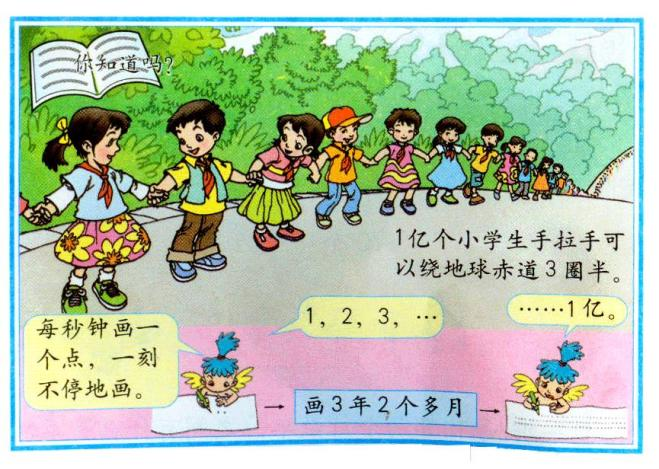 你知道吗?
1亿个小学生手拉手可
以绕地球赤道3圈半。
每秒钟画一
个点，一刻
不停地画。
1, 2, 3, …
……1亿。
→ 画3年2个多月 →